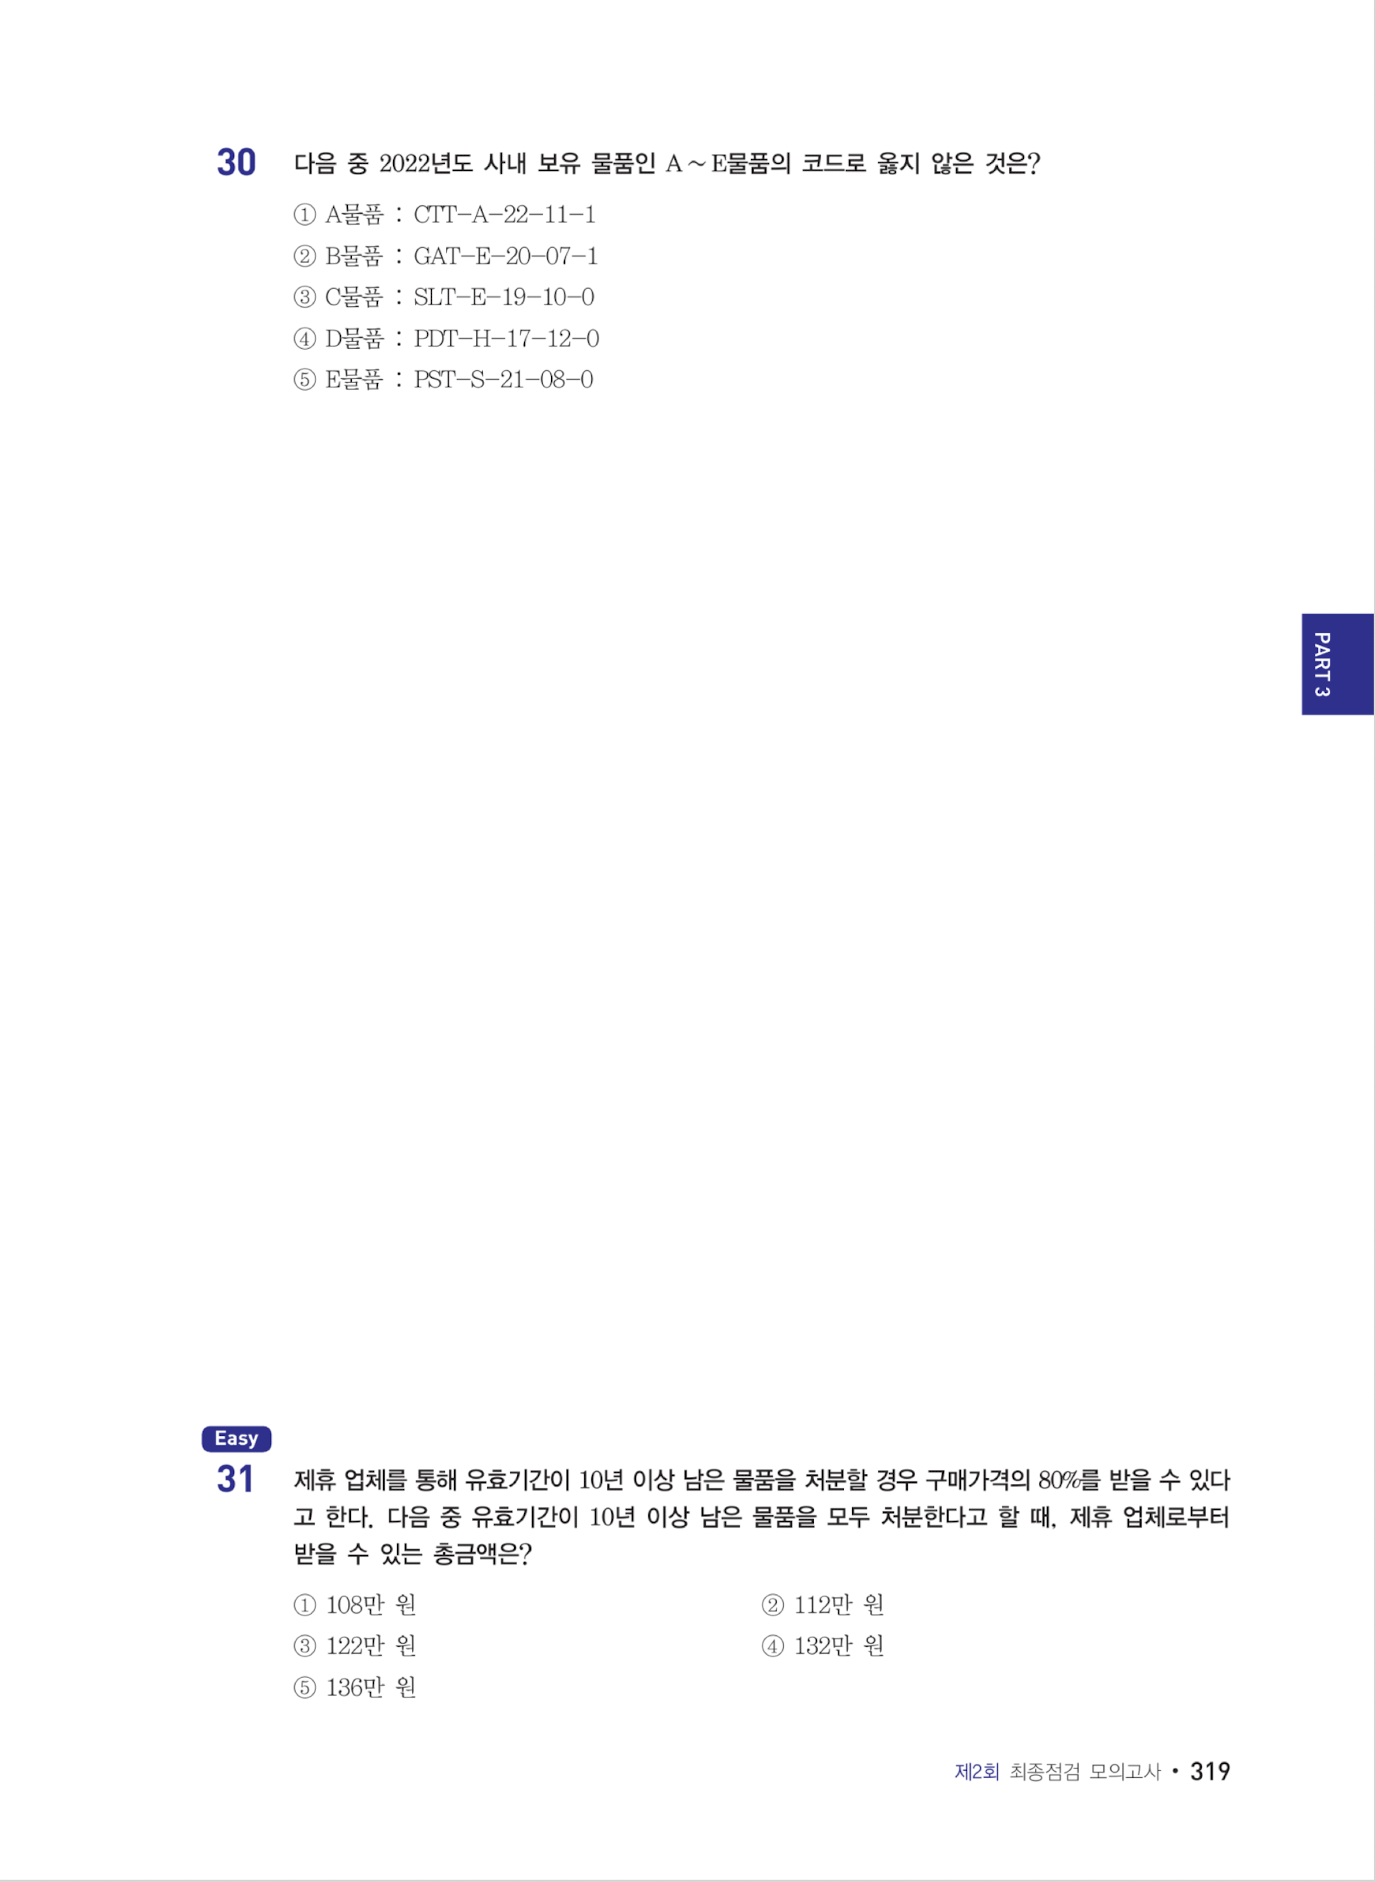 30 다음 중 2022년도 사내 보유 물품인 A~E물품의 코드로 옳지 않은 것은?
① A물품 : CTT-A-22-11-1
② B물품 : GAT-E-20-07-1
③ C물품 : SLT-E-19-10-0
④ D물품 : PDT-H-17-12-0
⑤ E물품 : PST-S-21-08-0
PART 3
Easy
31 제휴 업체를 통해 유효기간이 10년 이상 남은 물품을 처분할 경우 구매가격의 80%를 받을 수 있다
고 한다. 다음 중 유효기간이 10년 이상 남은 물품을 모두 처분한다고 할 때, 제휴 업체로부터
받을 수 있는 총금액은?
① 108만 원 ② 112만 원
③ 122만 원 ④ 132만 원
⑤ 136만 원
제2회 최종점검 모의고사 • 319